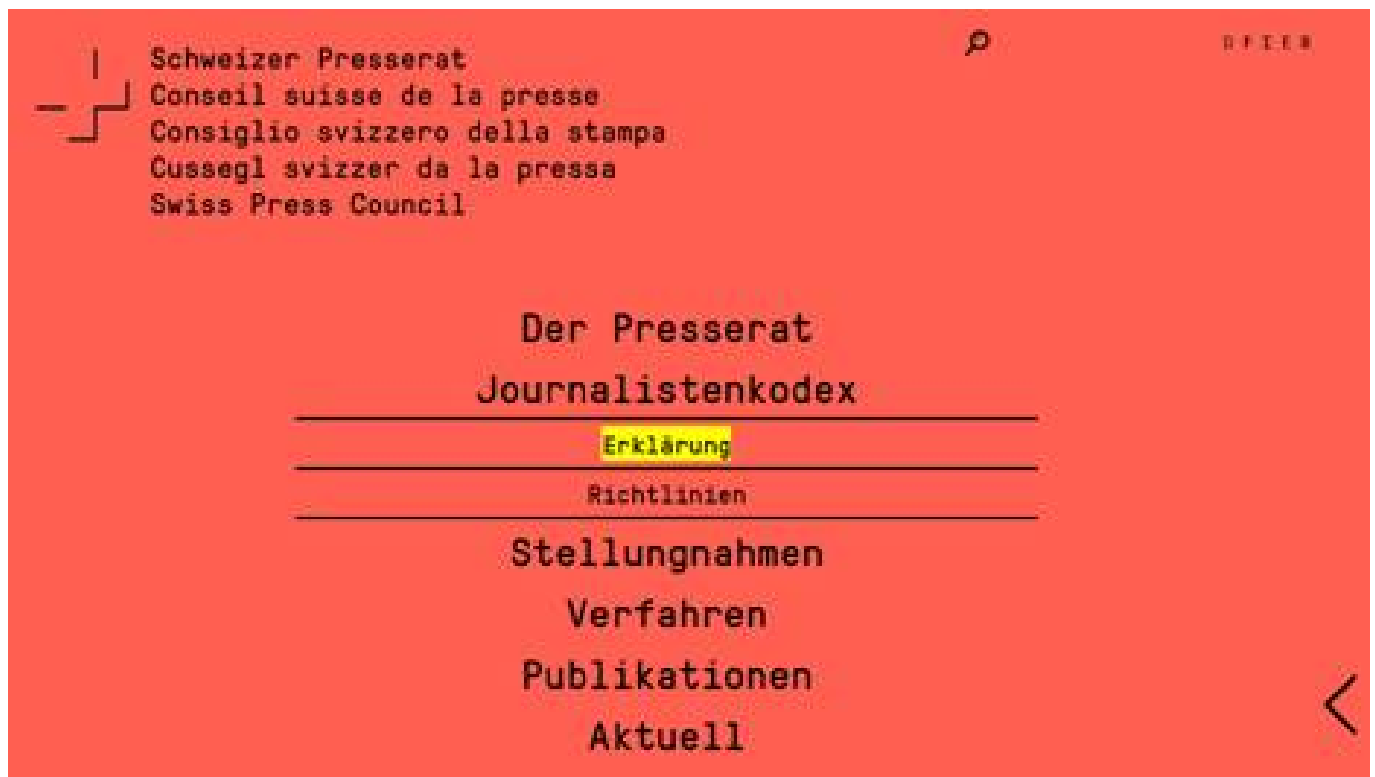 Schweizer Presserat
Conseil suisse de la presse
Consiglio svizzero della stampa
Cussegl svizzer da la pressa
Swiss Press Council
D F I E R
Der Presserat
Journalistenkodex
Erklärung
Richtlinien
Stellungnahmen
Verfahren
Publikationen
Aktuell